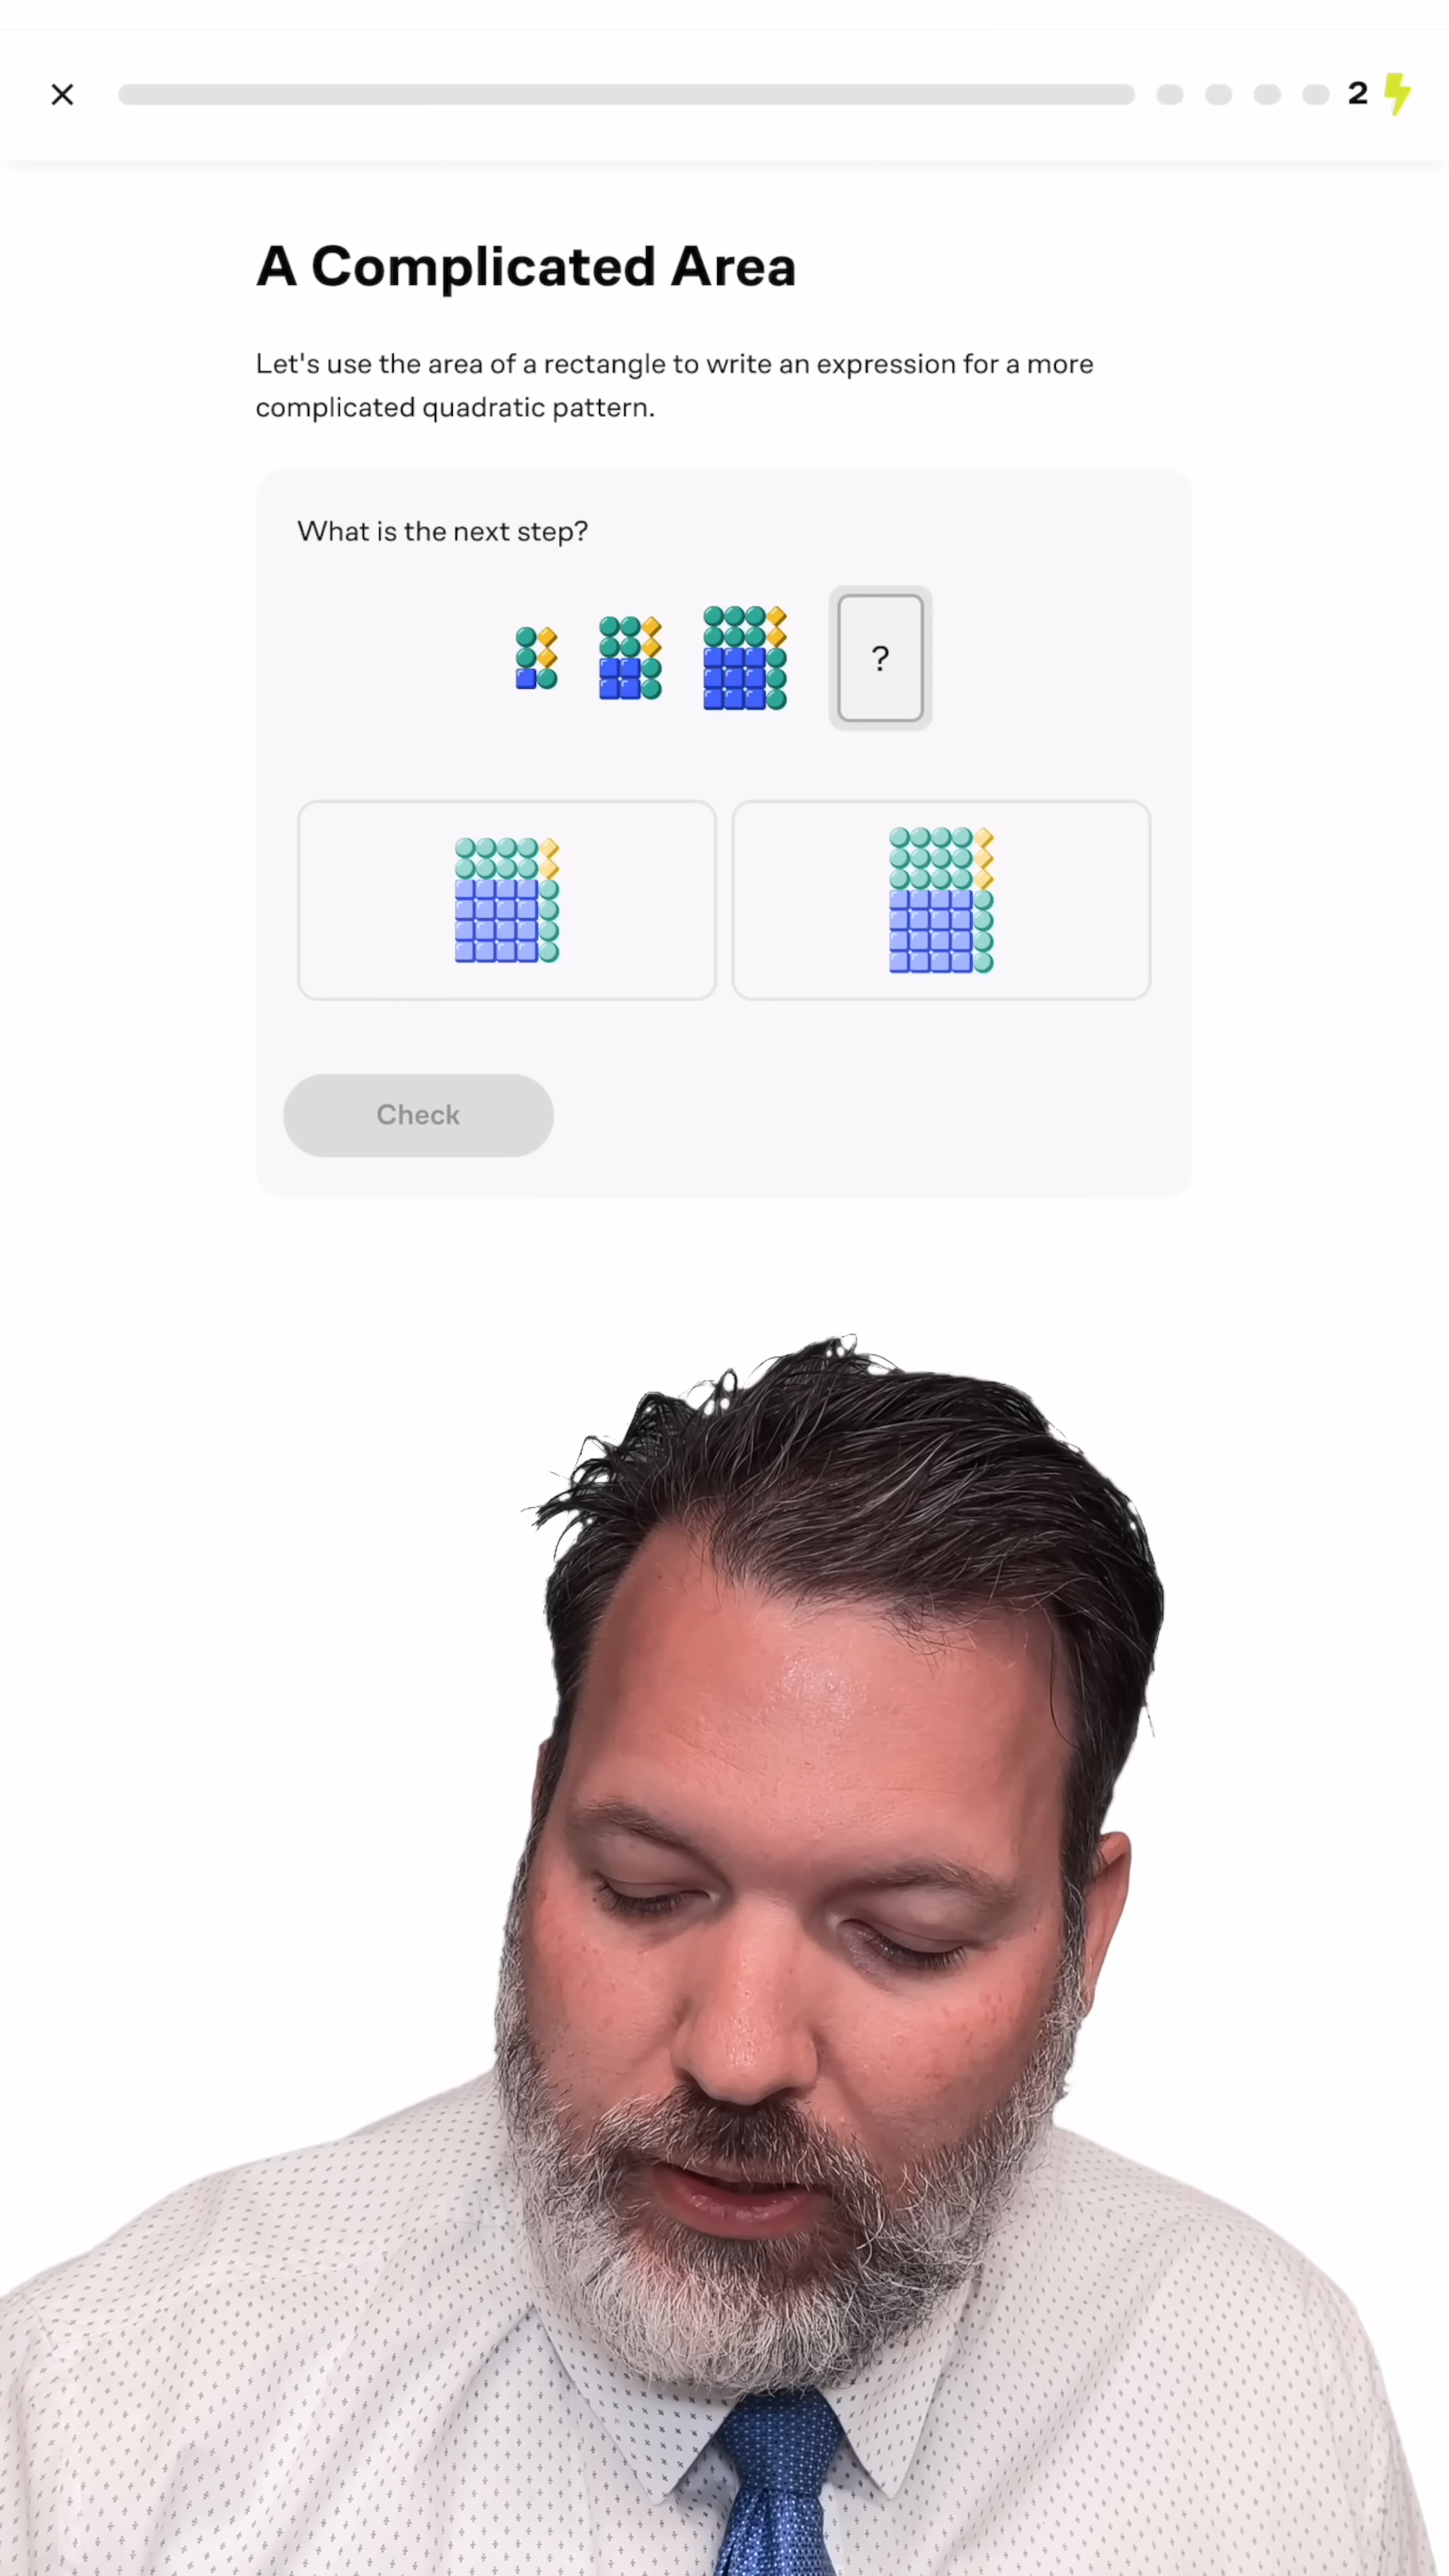 2
A Complicated Area
Let's use the area of a rectangle to write an expression for a more
complicated quadratic pattern.
What is the next step?
?
Check